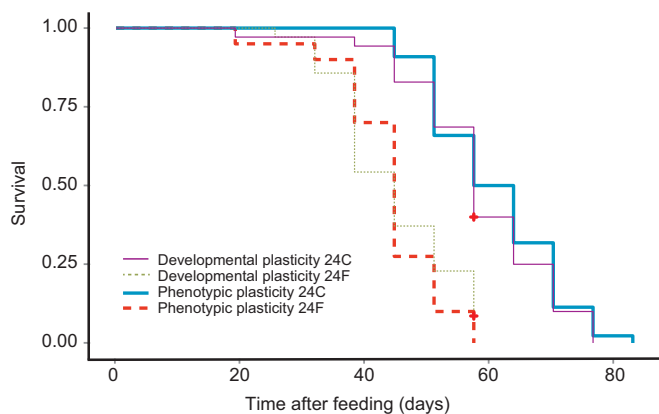 1.00
0.75
0.50
0.25
0.00
Survival
Developmental plasticity 24C
Developmental plasticity 24F
Phenotypic plasticity 24C
Phenotypic plasticity 24F
0 20 40 60 80
Time after feeding (days)